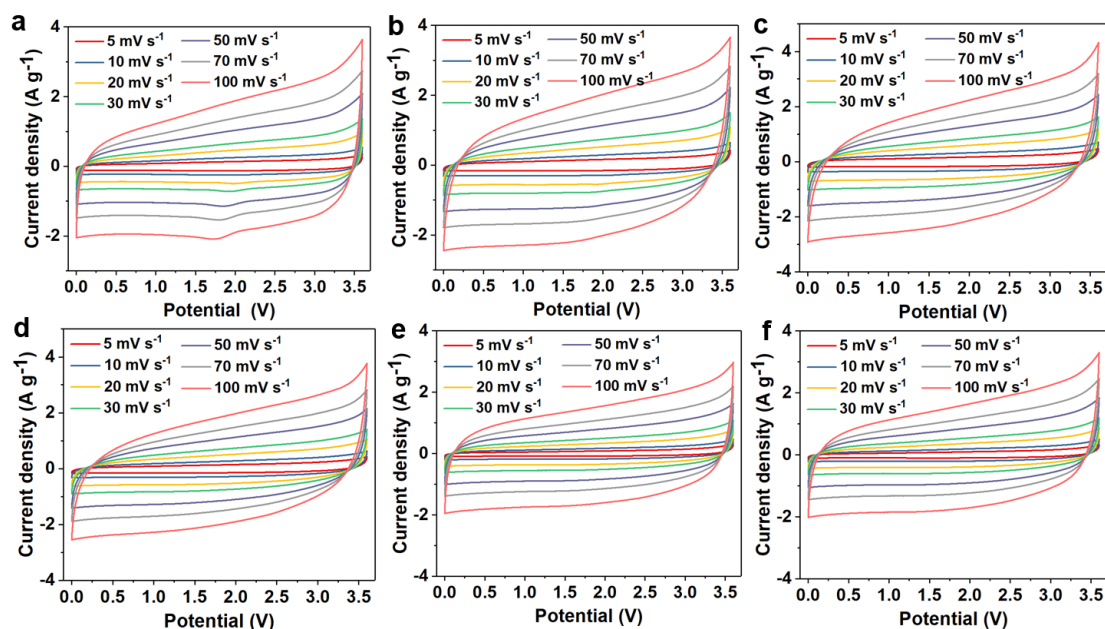 a
5 mV s⁻¹ 50 mV s⁻¹
10 mV s⁻¹ 70 mV s⁻¹
20 mV s⁻¹ 100 mV s⁻¹
30 mV s⁻¹
Current density (A g⁻¹)
4
2
0
-2
0.0 0.5 1.0 1.5 2.0 2.5 3.0 3.5
Potential (V)
b
5 mV s⁻¹ 50 mV s⁻¹
10 mV s⁻¹ 70 mV s⁻¹
20 mV s⁻¹ 100 mV s⁻¹
30 mV s⁻¹
Current density (A g⁻¹)
4
2
0
-2
0.0 0.5 1.0 1.5 2.0 2.5 3.0 3.5
Potential (V)
c
5 mV s⁻¹ 50 mV s⁻¹
10 mV s⁻¹ 70 mV s⁻¹
20 mV s⁻¹ 100 mV s⁻¹
30 mV s⁻¹
Current density (A g⁻¹)
4
2
0
-2
-4
0.0 0.5 1.0 1.5 2.0 2.5 3.0 3.5
Potential (V)
d
5 mV s⁻¹ 50 mV s⁻¹
10 mV s⁻¹ 70 mV s⁻¹
20 mV s⁻¹ 100 mV s⁻¹
30 mV s⁻¹
Current density (A g⁻¹)
4
2
0
-2
-4
0.0 0.5 1.0 1.5 2.0 2.5 3.0 3.5
Potential (V)
e
5 mV s⁻¹ 50 mV s⁻¹
10 mV s⁻¹ 70 mV s⁻¹
20 mV s⁻¹ 100 mV s⁻¹
30 mV s⁻¹
Current density (A g⁻¹)
4
2
0
-2
-4
0.0 0.5 1.0 1.5 2.0 2.5 3.0 3.5
Potential (V)
f
5 mV s⁻¹ 50 mV s⁻¹
10 mV s⁻¹ 70 mV s⁻¹
20 mV s⁻¹ 100 mV s⁻¹
30 mV s⁻¹
Current density (A g⁻¹)
4
2
0
-2
-4
0.0 0.5 1.0 1.5 2.0 2.5 3.0 3.5
Potential (V)